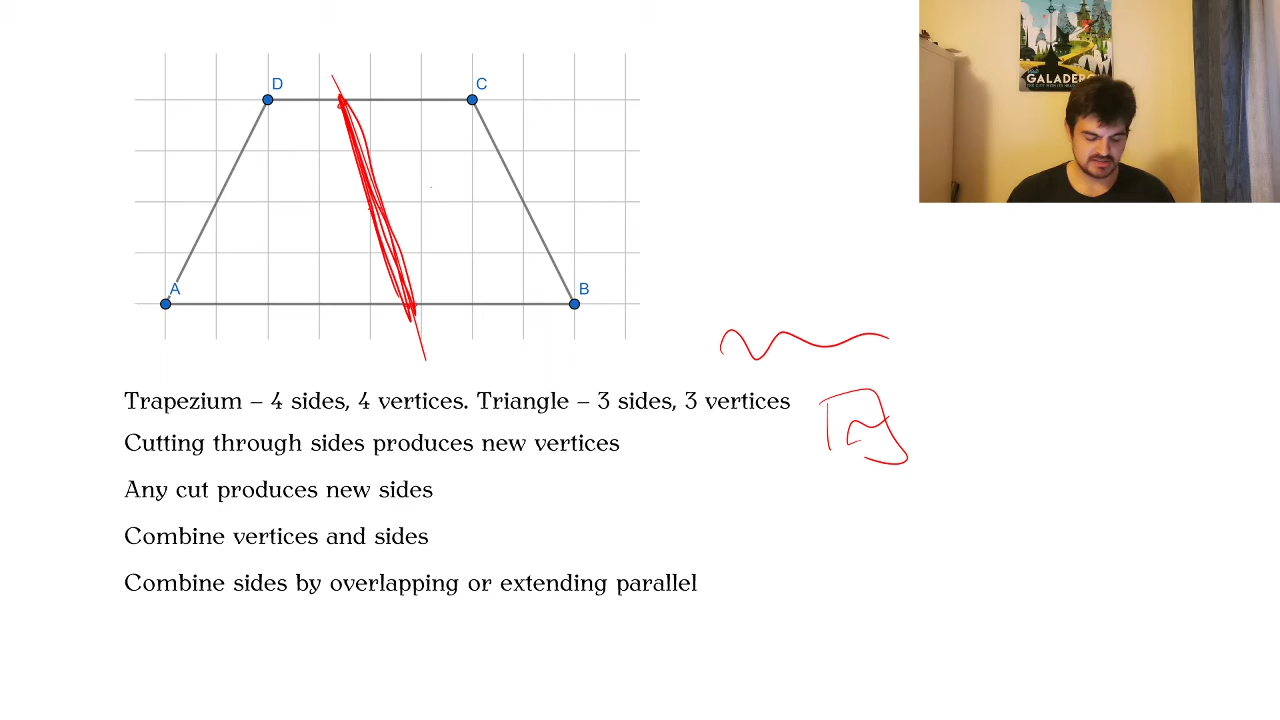 D
C
A
B
GALADE
Trapezium – 4 sides, 4 vertices. Triangle – 3 sides, 3 vertices
Cutting through sides produces new vertices
Any cut produces new sides
Combine vertices and sides
Combine sides by overlapping or extending parallel